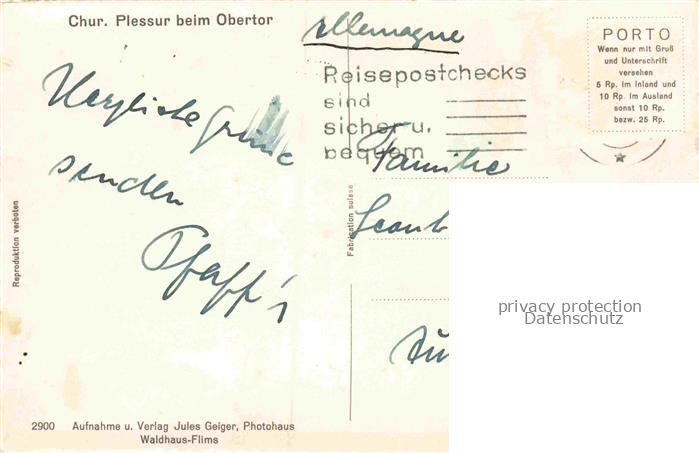 Chur. Plessur beim Obertor
Allemagne
PORTO
Wenn nur mit Gruß
und Unterschrift
versehen
5 Rp. im Inland und
10 Rp. im Ausland
sonst 10 Rp.
bezw. 25 Rp.
Reisepostchecks
sind
sicher u.
bequem
Herzliche Grüsse
senden
Pfaff's
Familie
Reproduktion verboten
Fabrication suisse
privacy protection
Datenschutz
2900 Aufnahme u. Verlag Jules Geiger, Photohaus
Waldhaus-Flims